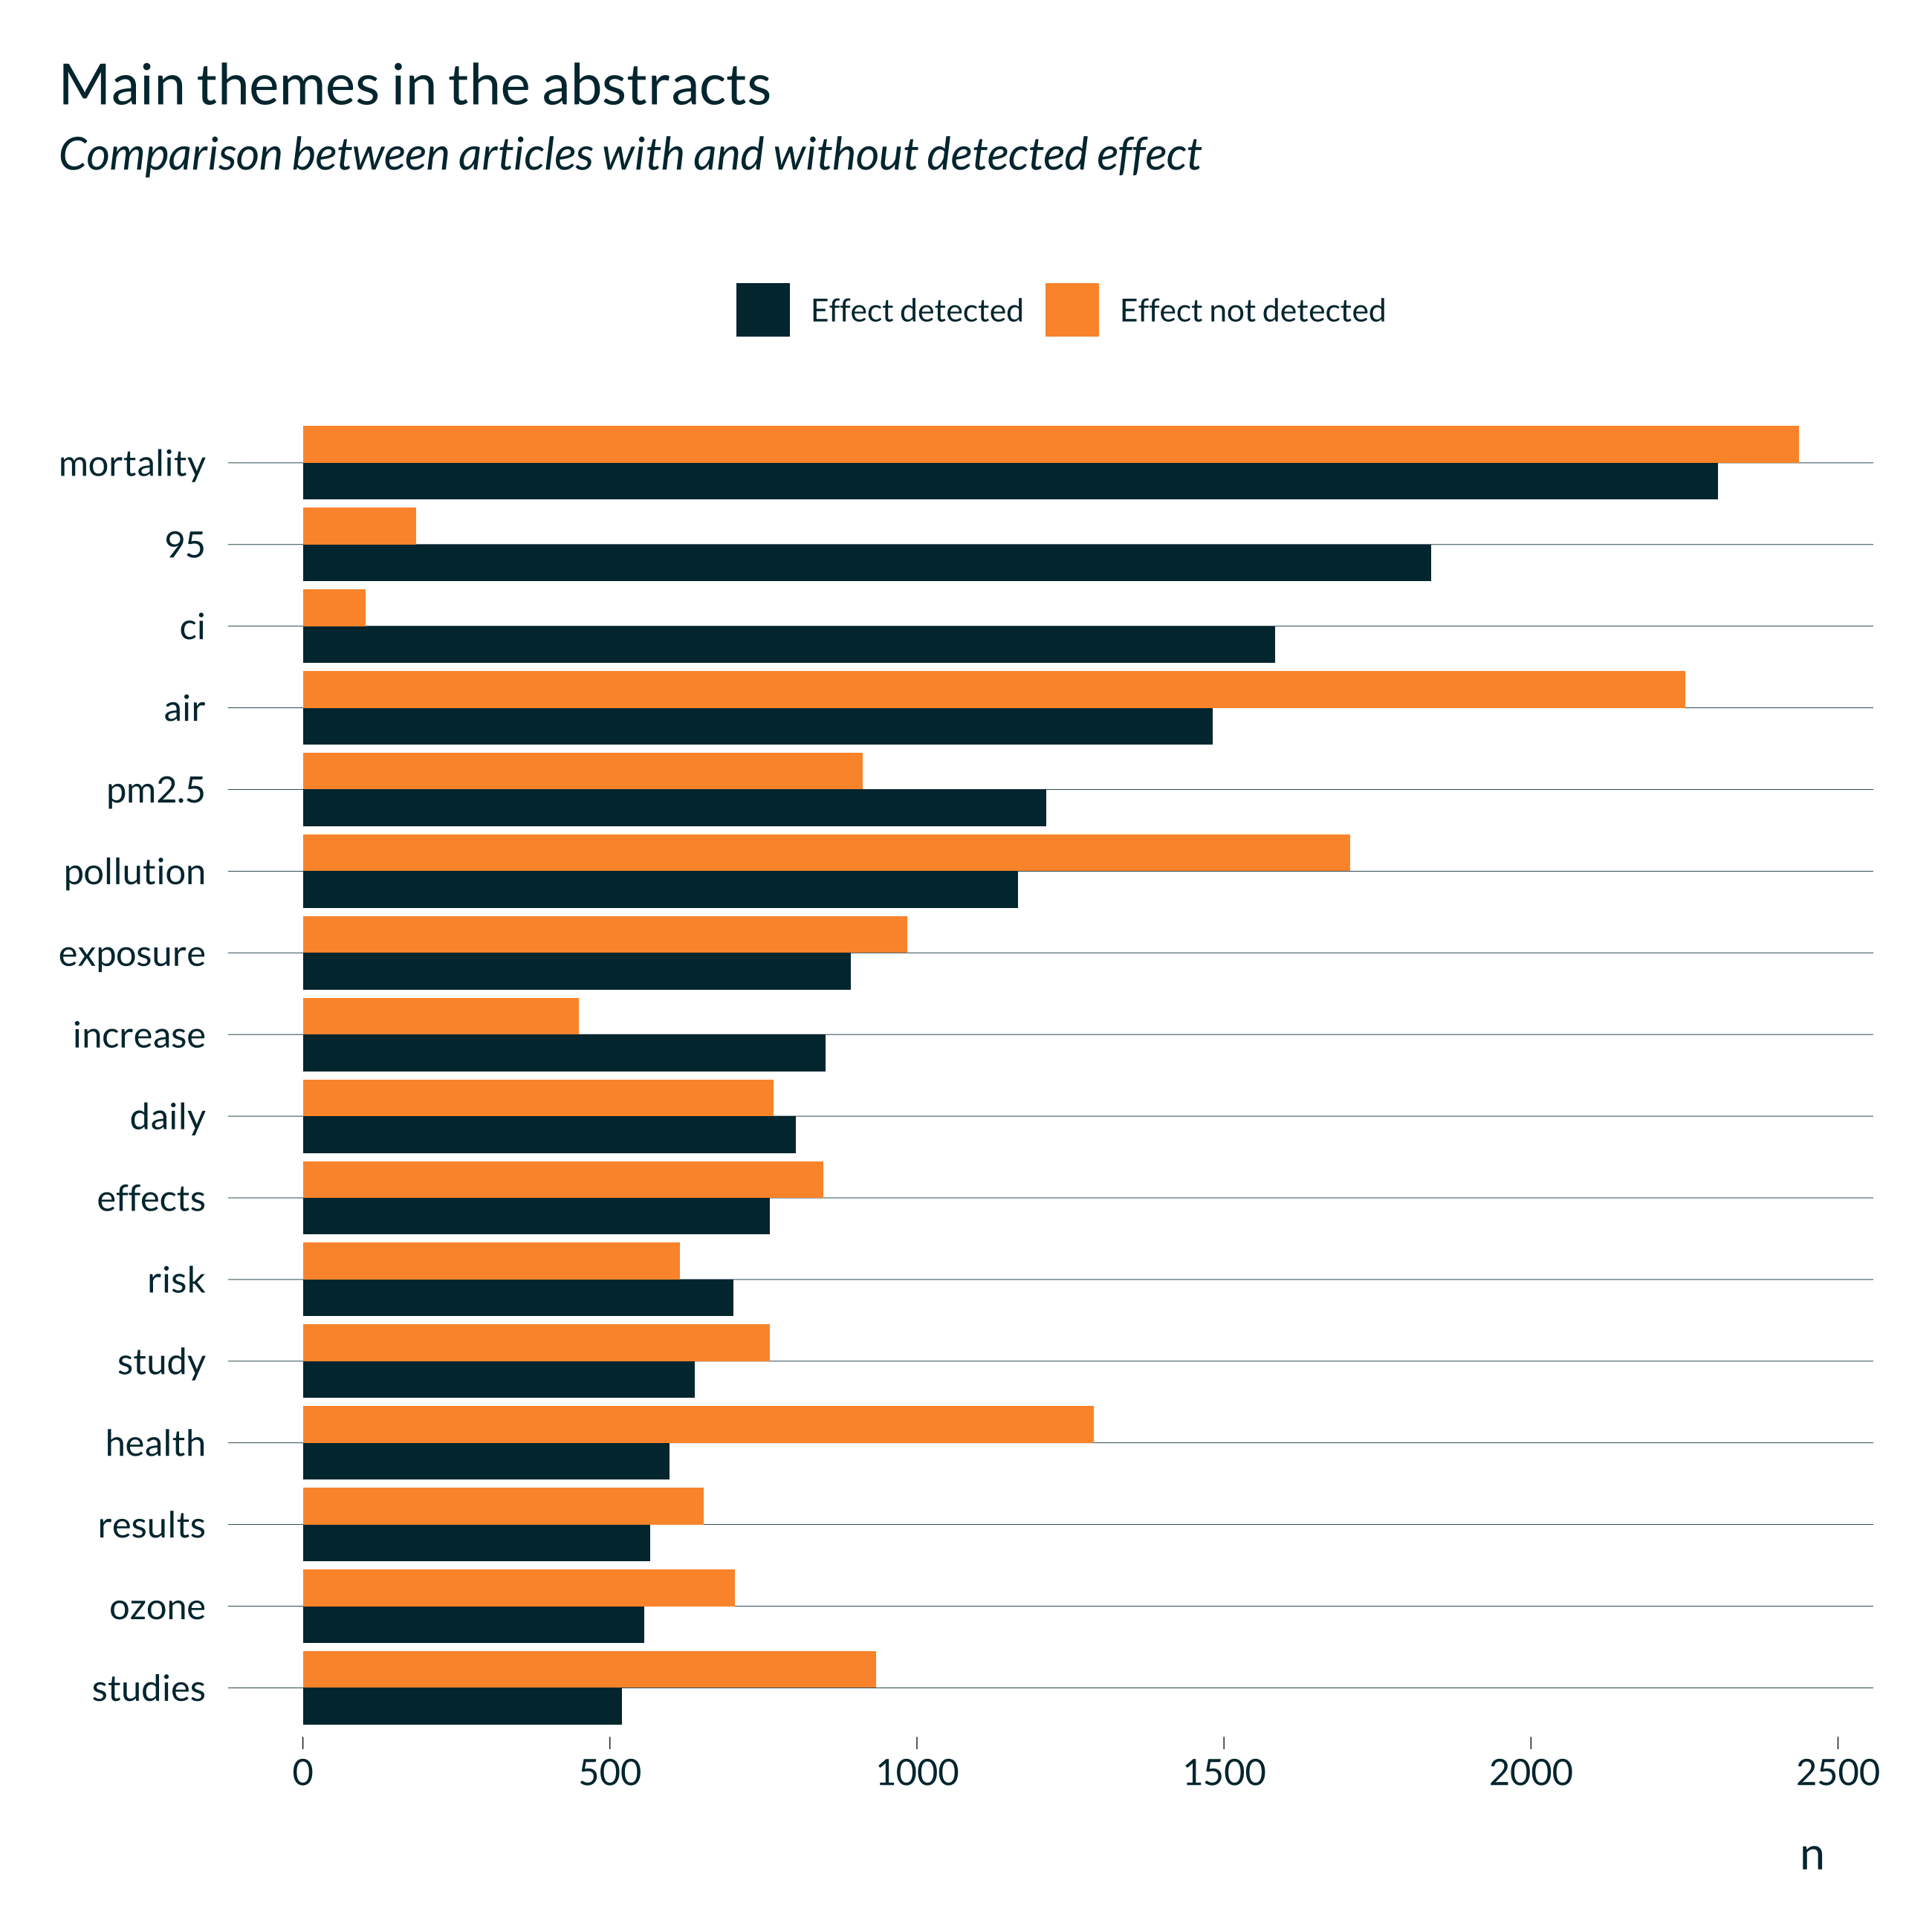 Main themes in the abstracts
Comparison between articles with and without detected effect
Effect detected
Effect not detected
mortality
95
ci
air
pm2.5
pollution
exposure
increase
daily
effects
risk
study
health
results
ozone
studies
0 500 1000 1500 2000 2500
n